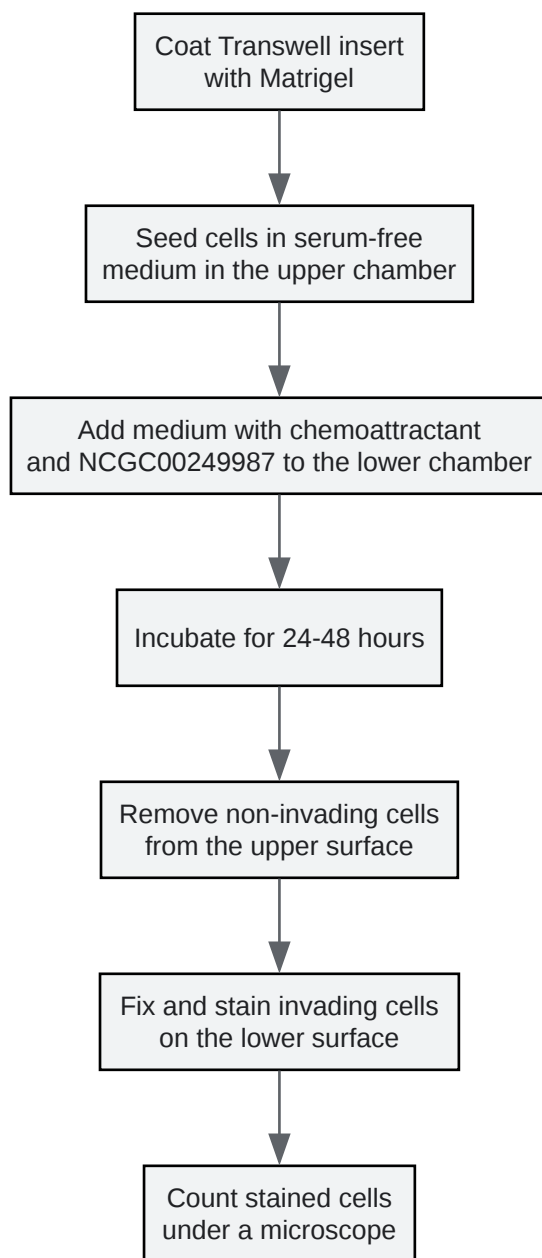 Coat Transwell insert
with Matrigel
Seed cells in serum-free
medium in the upper chamber
Add medium with chemoattractant
and NCGC00249987 to the lower chamber
Incubate for 24-48 hours
Remove non-invading cells
from the upper surface
Fix and stain invading cells
on the lower surface
Count stained cells
under a microscope